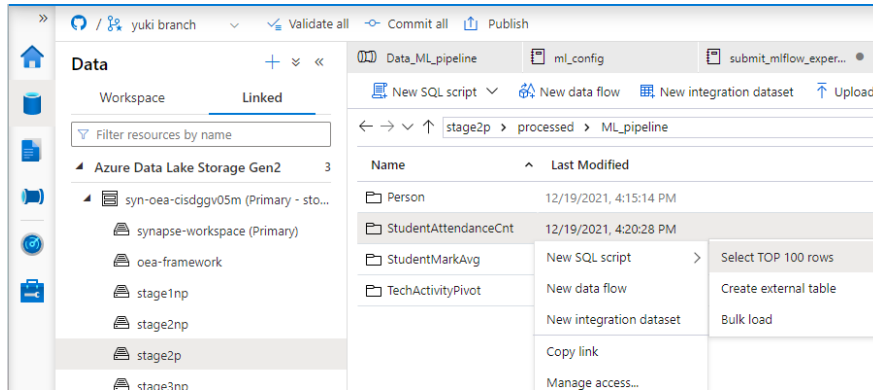 »
/ yuki branch Validate all Commit all Publish
Data
Workspace Linked
Filter resources by name
Azure Data Lake Storage Gen2 3
syn-oea-cisdggv05m (Primary - sto...
synapse-workspace (Primary)
oea-framework
stage1np
stage2np
stage2p
stage3np
Data_ML_pipeline ml_config submit_mlflow_exper...
New SQL script New data flow New integration dataset Upload
stage2p > processed > ML_pipeline
Name Last Modified
Person 12/19/2021, 4:15:14 PM
StudentAttendanceCnt 12/19/2021, 4:20:28 PM
StudentMarkAvg
TechActivityPivot
New SQL script
New data flow
New integration dataset
Copy link
Manage access...
Select TOP 100 rows
Create external table
Bulk load